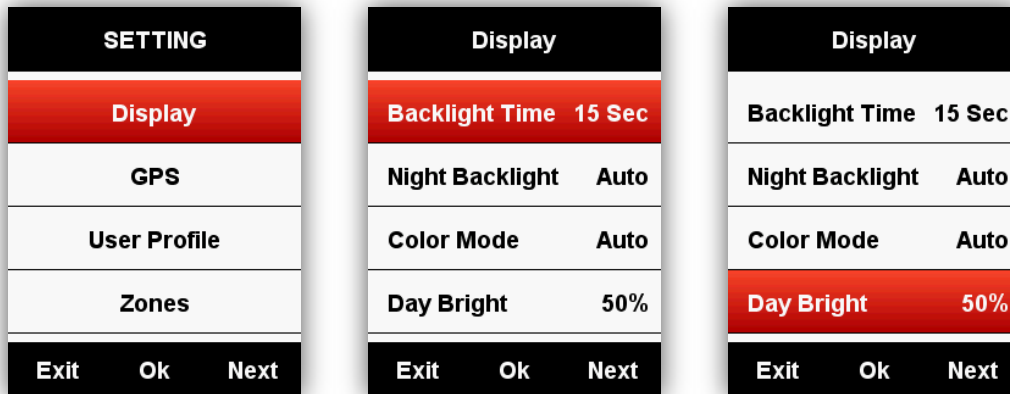 SETTING
Display
GPS
User Profile
Zones
Exit Ok Next
Display
Backlight Time 15 Sec
Night Backlight Auto
Color Mode Auto
Day Bright 50%
Exit Ok Next
Display
Backlight Time 15 Sec
Night Backlight Auto
Color Mode Auto
Day Bright 50%
Exit Ok Next